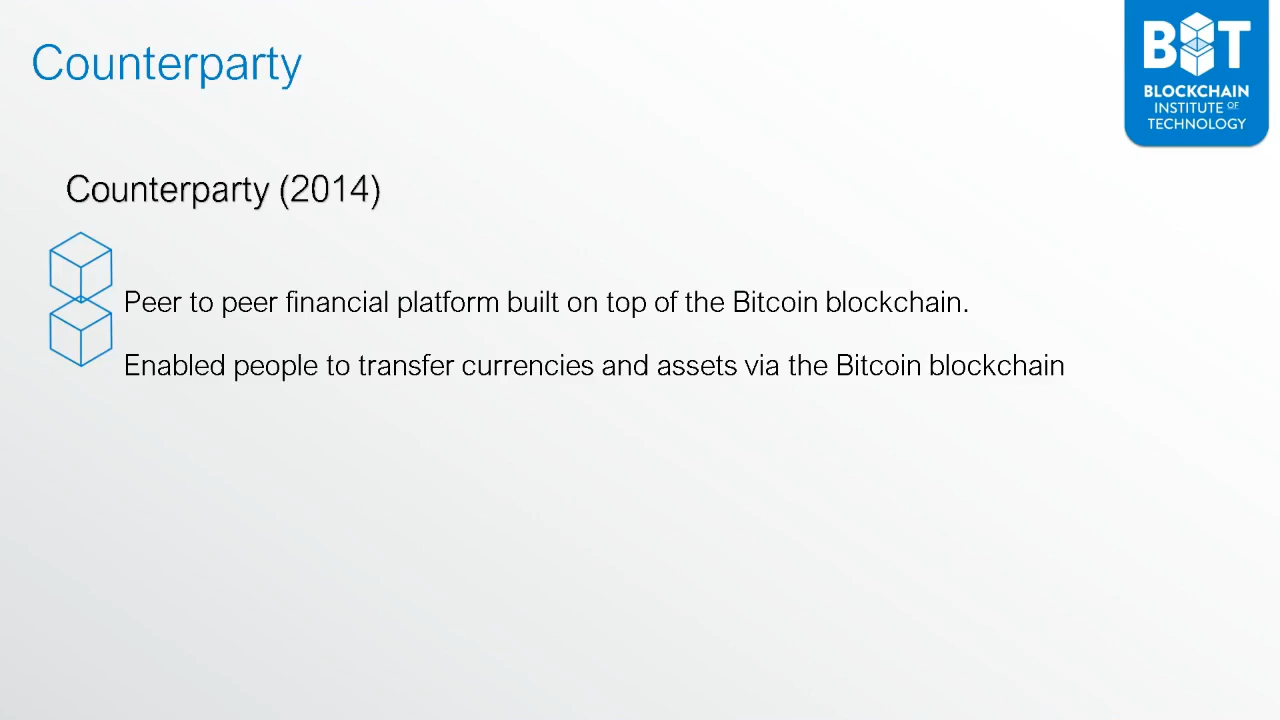 Counterparty
B T
BLOCKCHAIN
INSTITUTE OF
TECHNOLOGY
Counterparty (2014)
Peer to peer financial platform built on top of the Bitcoin blockchain.
Enabled people to transfer currencies and assets via the Bitcoin blockchain